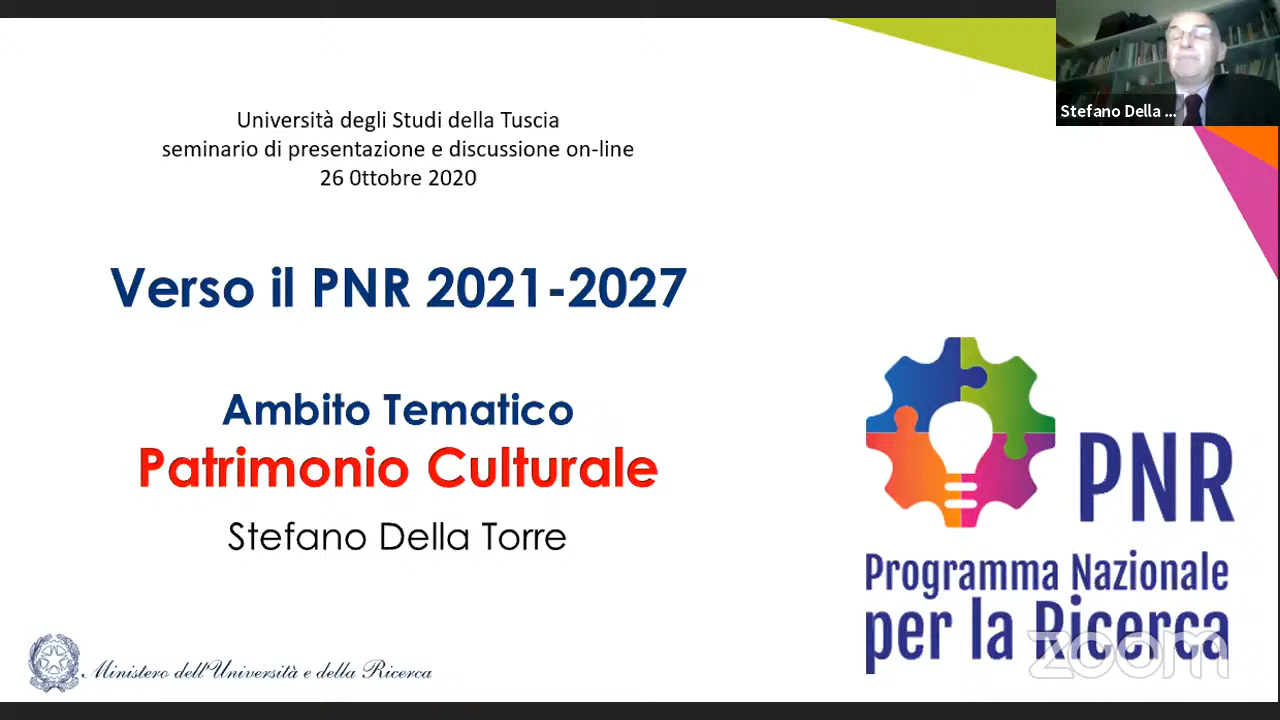 Università degli Studi della Tuscia
seminario di presentazione e discussione on-line
26 0ttobre 2020
Verso il PNR 2021-2027
Ambito Tematico
Patrimonio Culturale
Stefano Della Torre
Stefano Della ...
PNR
Programma Nazionale
per la Ricerca
zoom
Ministero dell'Università e della Ricerca